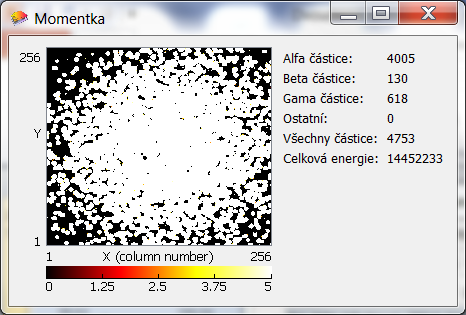 Momentka
256
Y
1
1 X (column number) 256
0 1.25 2.5 3.75 5
Alfa částice: 4005
Beta částice: 130
Gama částice: 618
Ostatní: 0
Všechny částice: 4753
Celková energie: 14452233